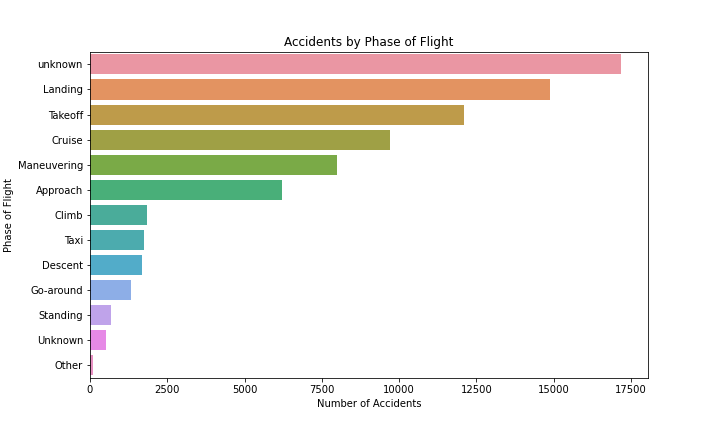 Accidents by Phase of Flight
Phase of Flight
unknown
Landing
Takeoff
Cruise
Maneuvering
Approach
Climb
Taxi
Descent
Go-around
Standing
Unknown
Other
0 2500 5000 7500 10000 12500 15000 17500
Number of Accidents